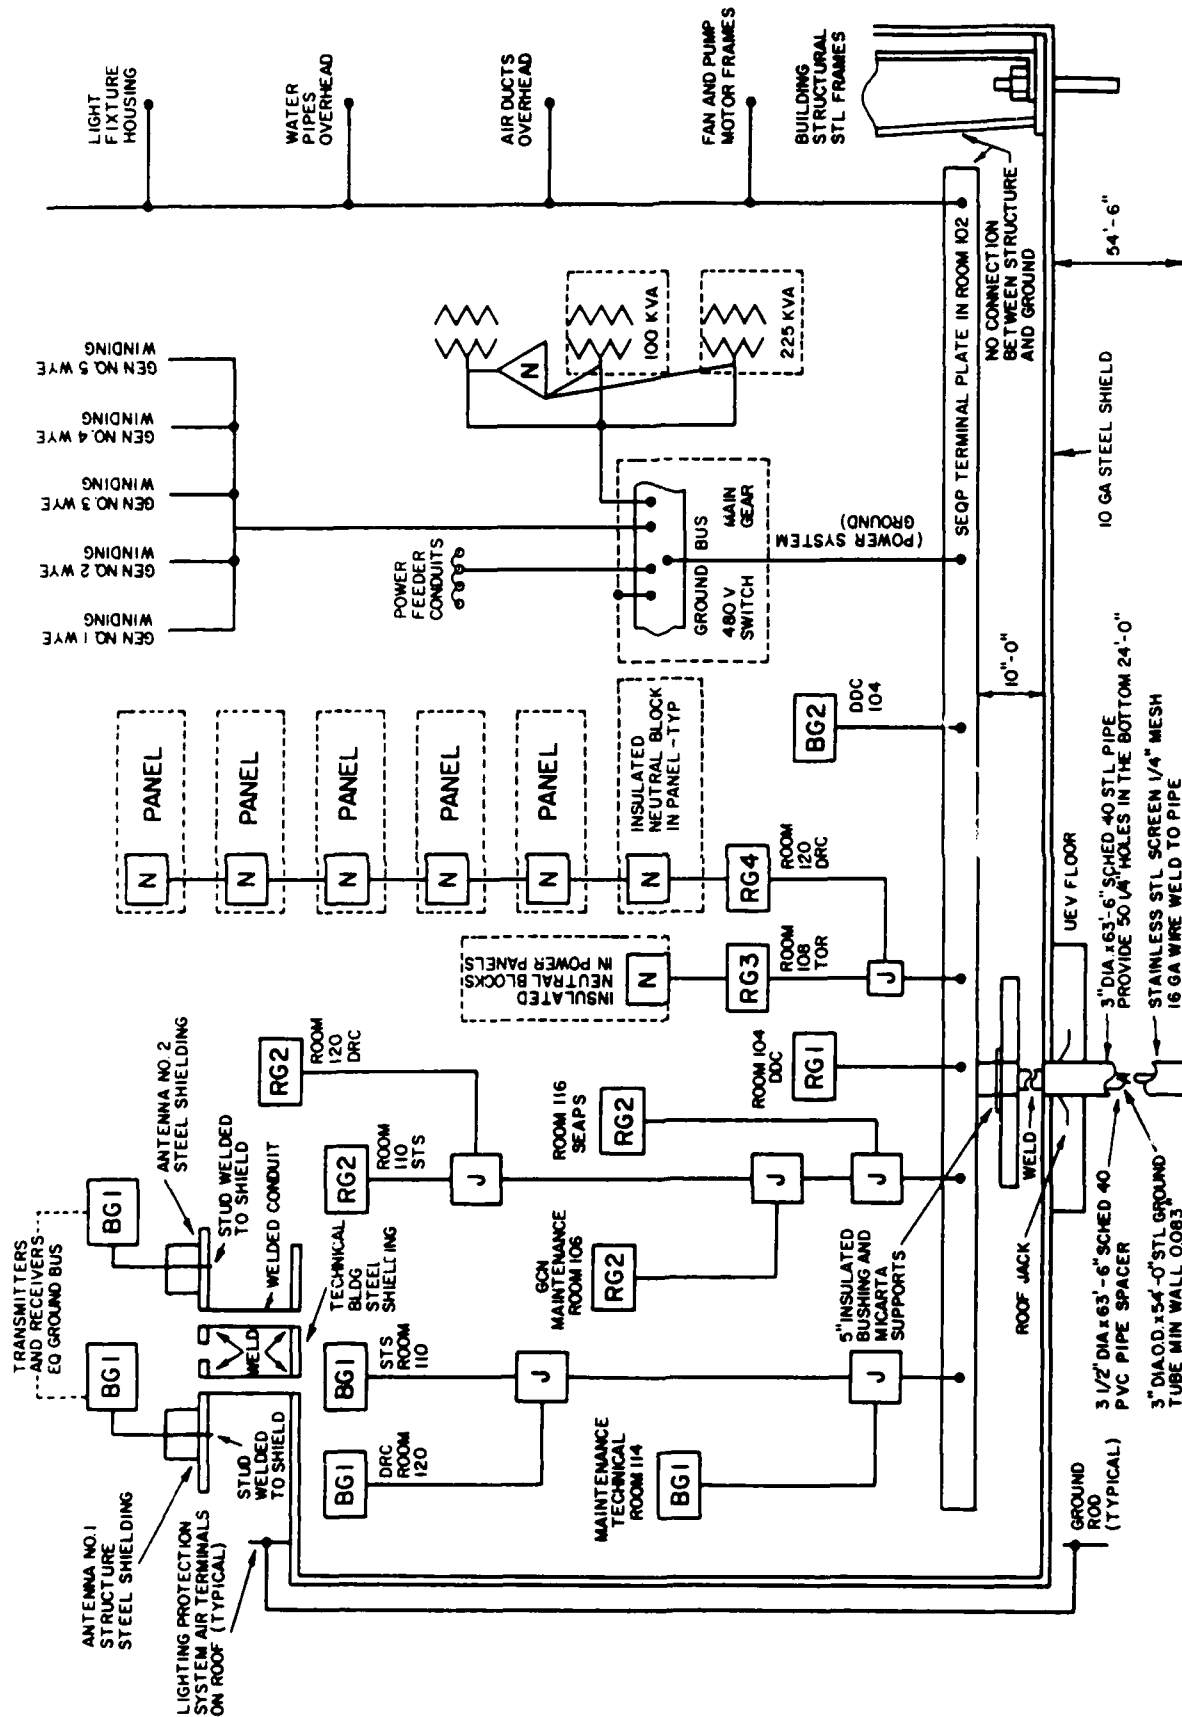 TRANSMITTERS
AND RECEIVERS
EQ GROUND BUS
ANTENNA NO.1
STRUCTURE
STEEL SHIELDING
BG1
BG1
ANTENNA NO.2
STEEL SHIELDING
STUD WELDED
TO SHIELD
WELDED CONDUIT
STUD
WELDED
TO SHIELD
WELD
TECHNICAL
BLDG
STEEL
SHIELDING
LIGHTING PROTECTION
SYSTEM AIR TERMINALS
ON ROOF (TYPICAL)
BG1
DRC
ROOM
120
BG1
STS
ROOM
110
J
MAINTENANCE
TECHNICAL
ROOM 114
BG1
J
RG2
ROOM
110
STS
RG2
ROOM
120
DRC
J
GCN
MAINTENANCE
ROOM 106
RG2
J
ROOM 116
SEAPS
RG2
J
ROOM 104
DDC
RG1
INSULATED
NEUTRAL BLOCKS
IN POWER PANELS
N
RG3
ROOM
108
TOR
J
N
PANEL
N
PANEL
N
PANEL
N
PANEL
N
PANEL
N
INSULATED
NEUTRAL BLOCK
IN PANEL-TYP
RG4
ROOM
120
DRC
BG2
DDC
104
GEN NO. 1 WYE
WINDING
GEN NO. 2 WYE
WINDING
GEN NO. 3 WYE
WINDING
GEN NO. 4 WYE
WINDING
GEN NO. 5 WYE
WINDING
POWER
FEEDER
CONDUITS
GROUND BUS
480 V MAIN
SWITCH GEAR
(POWER SYSTEM
GROUND)
N
100 KVA
225 KVA
LIGHT
FIXTURE
HOUSING
WATER
PIPES
OVERHEAD
AIR DUCTS
OVERHEAD
FAN AND PUMP
MOTOR FRAMES
BUILDING
STRUCTURAL
STL FRAMES
SEQP TERMINAL PLATE IN ROOM 102
NO CONNECTION
BETWEEN STRUCTURE
AND GROUND
10"-0"
54'-6"
10 GA STEEL SHIELD
5" INSULATED
BUSHING AND
MICARTA
SUPPORTS
WELD
ROOF JACK
UEV FLOOR
GROUND
ROD
(TYPICAL)
3 1/2" DIA x 63'-6" SCHED 40
PVC PIPE SPACER
3" DIA.O.D.x 54'-0" STL GROUND
TUBE MIN WALL 0.083"
3" DIA.x 63'-6" SCHED 40 STL PIPE
PROVIDE 50 1/4" HOLES IN THE BOTTOM 24'-0"
STAINLESS STL SCREEN 1/4" MESH
16 GA WIRE WELD TO PIPE